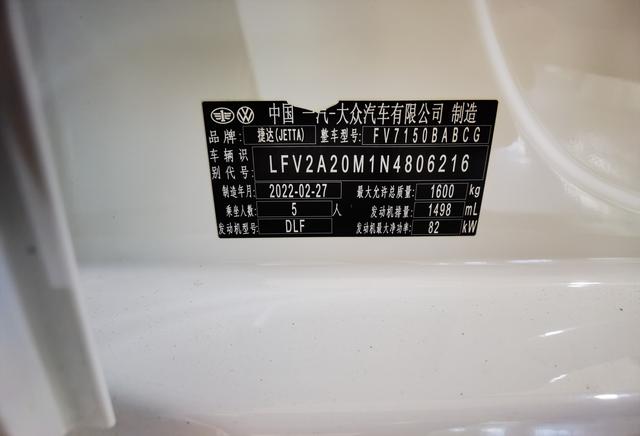 中国 一汽-大众汽车有限公司 制造
品牌: 捷达(JETTA) 整车型号: FV7150BABCG
车辆识别代号: LFV2A20M1N4806216
制造年月: 2022-02-27 最大允许总质量: 1600 kg
乘坐人数: 5 人 发动机排量: 1498 mL
发动机型号: DLF 发动机最大净功率: 82 kW